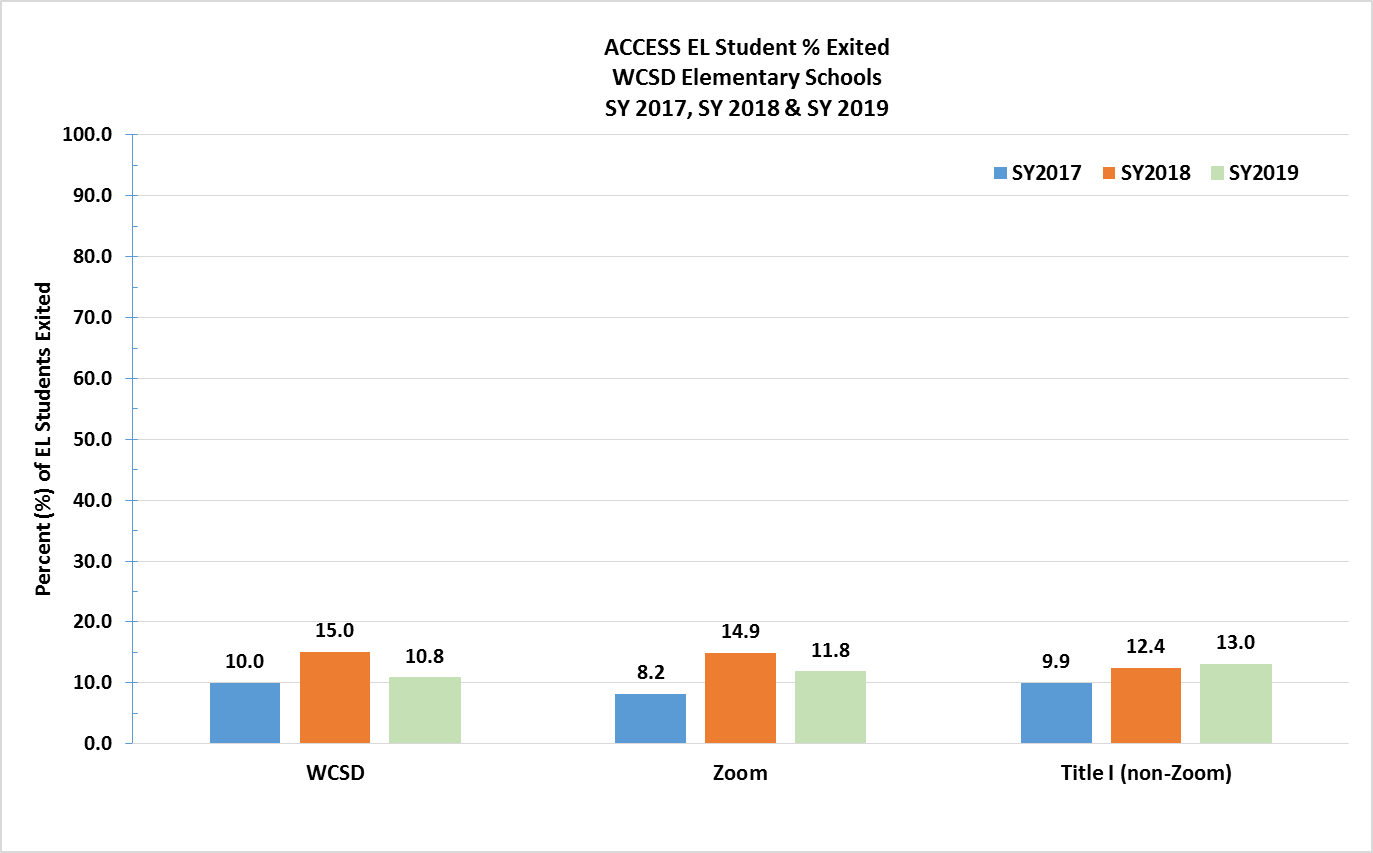 ACCESS EL Student % Exited
WCSD Elementary Schools
SY 2017, SY 2018 & SY 2019
SY2017 SY2018 SY2019
Percent (%) of EL Students Exited
100.0
90.0
80.0
70.0
60.0
50.0
40.0
30.0
20.0
10.0
0.0
10.0 15.0 10.8
8.2 14.9 11.8
9.9 12.4 13.0
WCSD Zoom Title I (non-Zoom)